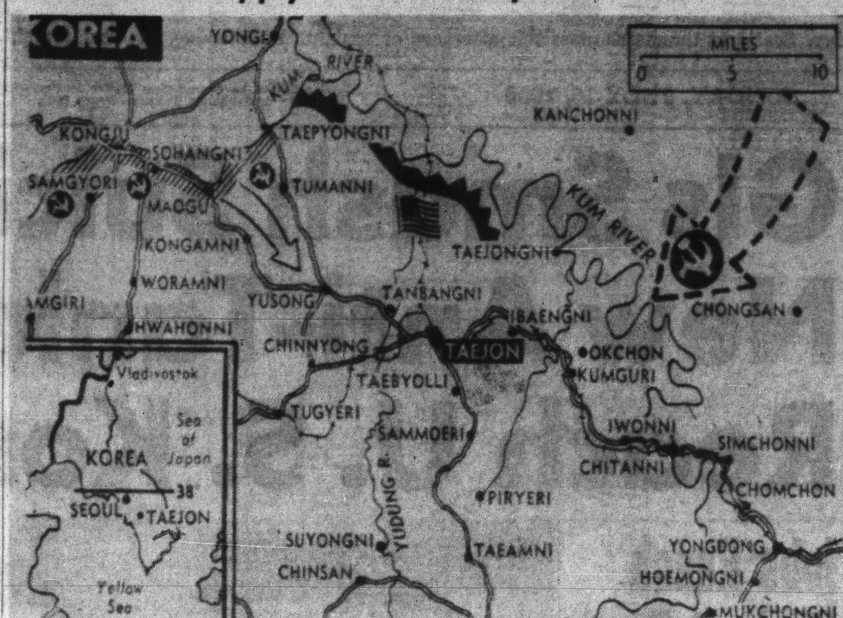 KOREA
YONGI
MILES
0 5 10
KUM RIVER
KANCHONNI
KONGJU
SOHANGNI
TAEPYONGNI
SAMGYORI
MAOGU
TUMANNI
KUM RIVER
KONGAMNI
TAEJONGNI
WORAMNI
YUSONG
TANBANGNI
AMGIRI
HWAHONNI
IBAENGNI
CHONGSAN
CHINNYONG
TAEJON
OKCHON
KUMGURI
TAEBYOLLI
TUGYERI
SAMMOERI
IWONNI
SIMCHONNI
CHITANNI
CHOMCHON
PIRYERI
YUDUNG R.
SUYONGNI
TAEAMNI
YONGDONG
CHINSAN
HOEMONGNI
MUKCHONGNI
Vladivostok
Sea
of
Japan
KOREA
38°
SEOUL
TAEJON
Yellow
Sea